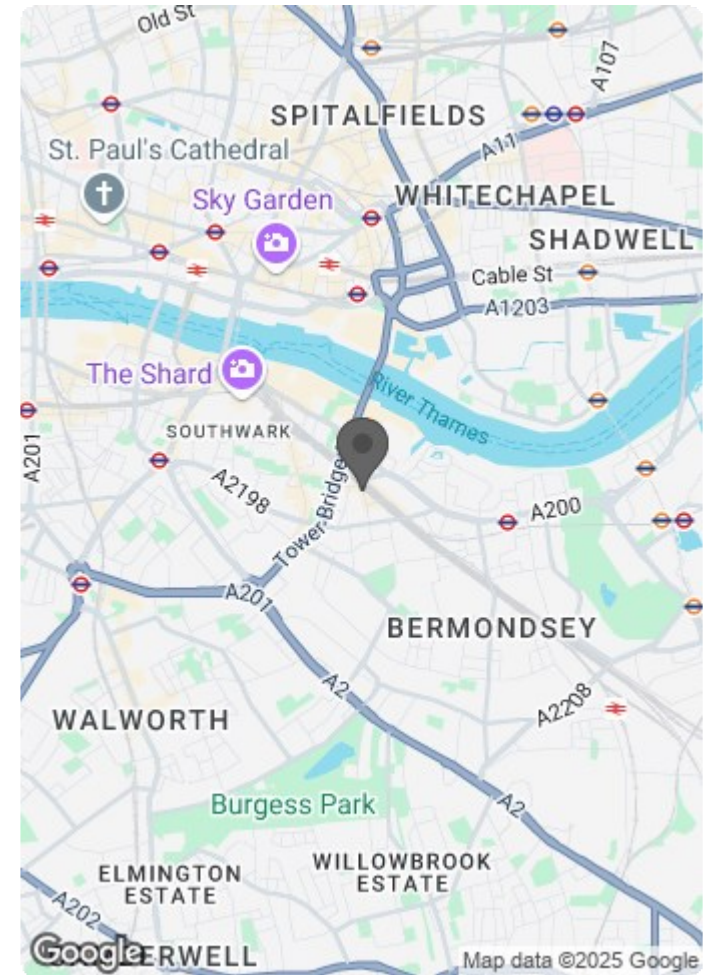 Old St
A107
SPITALFIELDS
A11
St. Paul's Cathedral
Sky Garden
WHITECHAPEL
SHADWELL
Cable St
A1203
The Shard
River Thames
SOUTHWARK
A201
A2198
Tower Bridge
A200
A201
BERMONDSEY
A2
A2208
WALWORTH
A2
Burgess Park
ELMINGTON
ESTATE
WILLOWBROOK
ESTATE
A202
Google
ERWELL
Map data ©2025 Google